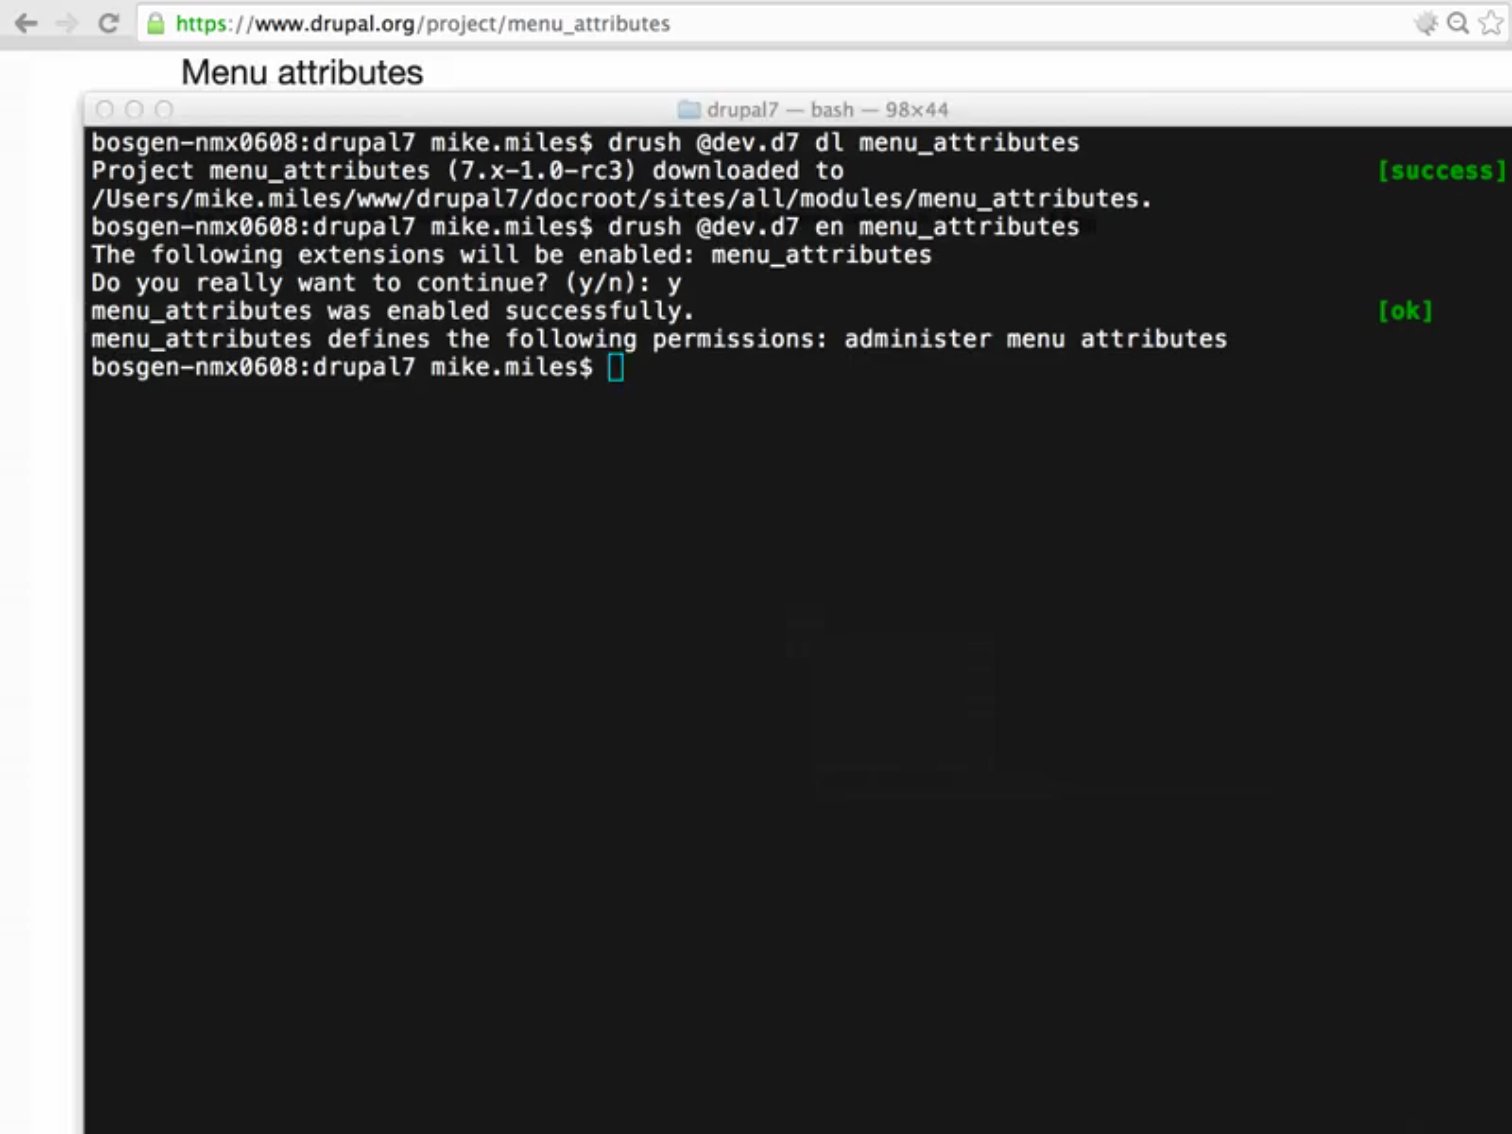 https://www.drupal.org/project/menu_attributes
Menu attributes
drupal7 — bash — 98×44
bosgen-nmx0608:drupal7 mike.miles$ drush @dev.d7 dl menu_attributes
Project menu_attributes (7.x-1.0-rc3) downloaded to [success]
/Users/mike.miles/www/drupal7/docroot/sites/all/modules/menu_attributes.
bosgen-nmx0608:drupal7 mike.miles$ drush @dev.d7 en menu_attributes
The following extensions will be enabled: menu_attributes
Do you really want to continue? (y/n): y
menu_attributes was enabled successfully. [ok]
menu_attributes defines the following permissions: administer menu attributes
bosgen-nmx0608:drupal7 mike.miles$